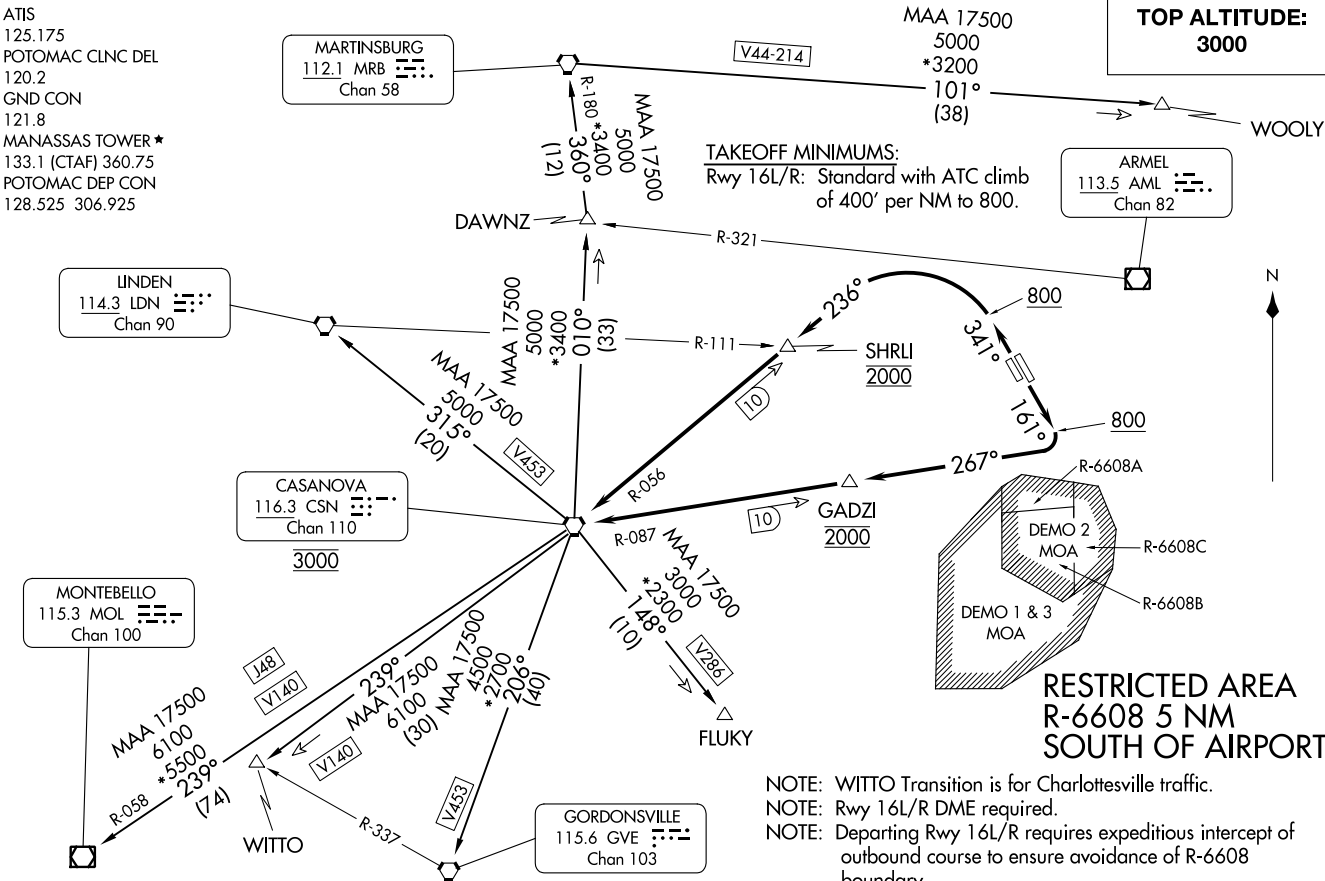 ATIS
125.175
POTOMAC CLNC DEL
120.2
GND CON
121.8
MANASSAS TOWER ★
133.1 (CTAF) 360.75
POTOMAC DEP CON
128.525 306.925
TOP ALTITUDE:
3000
MARTINSBURG
112.1 MRB
Chan 58
V44-214
MAA 17500
5000
*3200
101°
(38)
WOOLY
R-180
MAA 17500
5000
*3400
360°
(12)
TAKEOFF MINIMUMS:
Rwy 16L/R: Standard with ATC climb
of 400' per NM to 800.
ARMEL
113.5 AML
Chan 82
DAWNZ
R-321
N
LINDEN
114.3 LDN
Chan 90
MAA 17500
5000
*3400
010°
(33)
R-111
236°
800
341°
SHRLI
2000
10
161°
800
MAA 17500
5000
315°
(20)
V453
R-056
267°
CASANOVA
116.3 CSN
Chan 110
3000
R-087
10
GADZI
2000
R-6608A
DEMO 2
MOA
R-6608C
R-6608B
DEMO 1 & 3
MOA
MAA 17500
3000
*2300
148°
(10)
V286
FLUKY
MONTEBELLO
115.3 MOL
Chan 100
J48
V140
MAA 17500
6100
*5500
239°
(74)
R-058
239°
MAA 17500
6100
(30)
V140
WITTO
MAA 17500
4500
*2700
206°
(40)
V453
R-337
GORDONSVILLE
115.6 GVE
Chan 103
RESTRICTED AREA
R-6608 5 NM
SOUTH OF AIRPORT
NOTE: WITTO Transition is for Charlottesville traffic.
NOTE: Rwy 16L/R DME required.
NOTE: Departing Rwy 16L/R requires expeditious intercept of
outbound course to ensure avoidance of R-6608
boundary